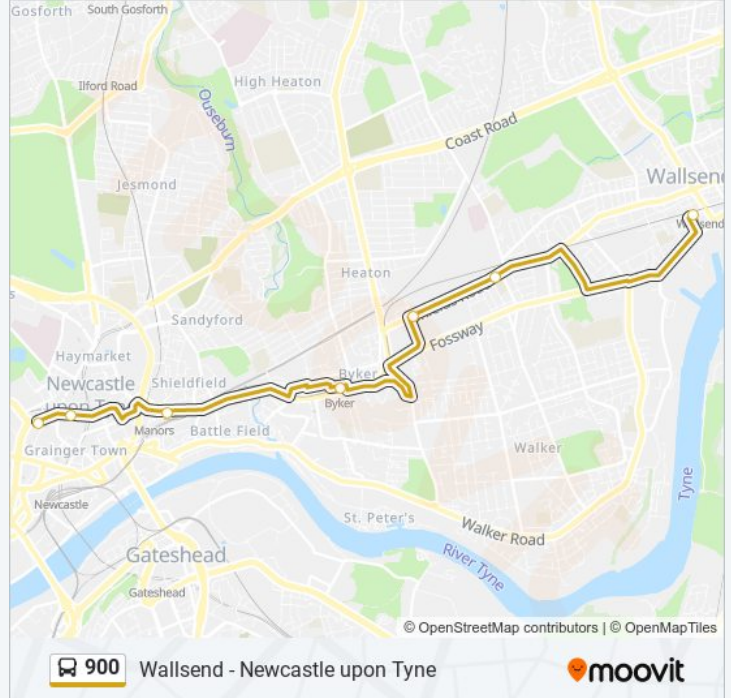 Gosforth
South Gosforth
High Heaton
Ilford Road
Ouseburn
Coast Road
Jesmond
Wallsend
Wallsend
Heaton
Sandyford
Fossway
Haymarket
Newcastle
upon Ty
Shieldfield
Byker
Byker
Manors
Battle Field
Grainger Town
Walker
Tyne
Newcastle
St. Peter's
Walker Road
Gateshead
River Tyne
Gateshead
© OpenStreetMap contributors | © OpenMapTiles
900
Wallsend - Newcastle upon Tyne
moovit